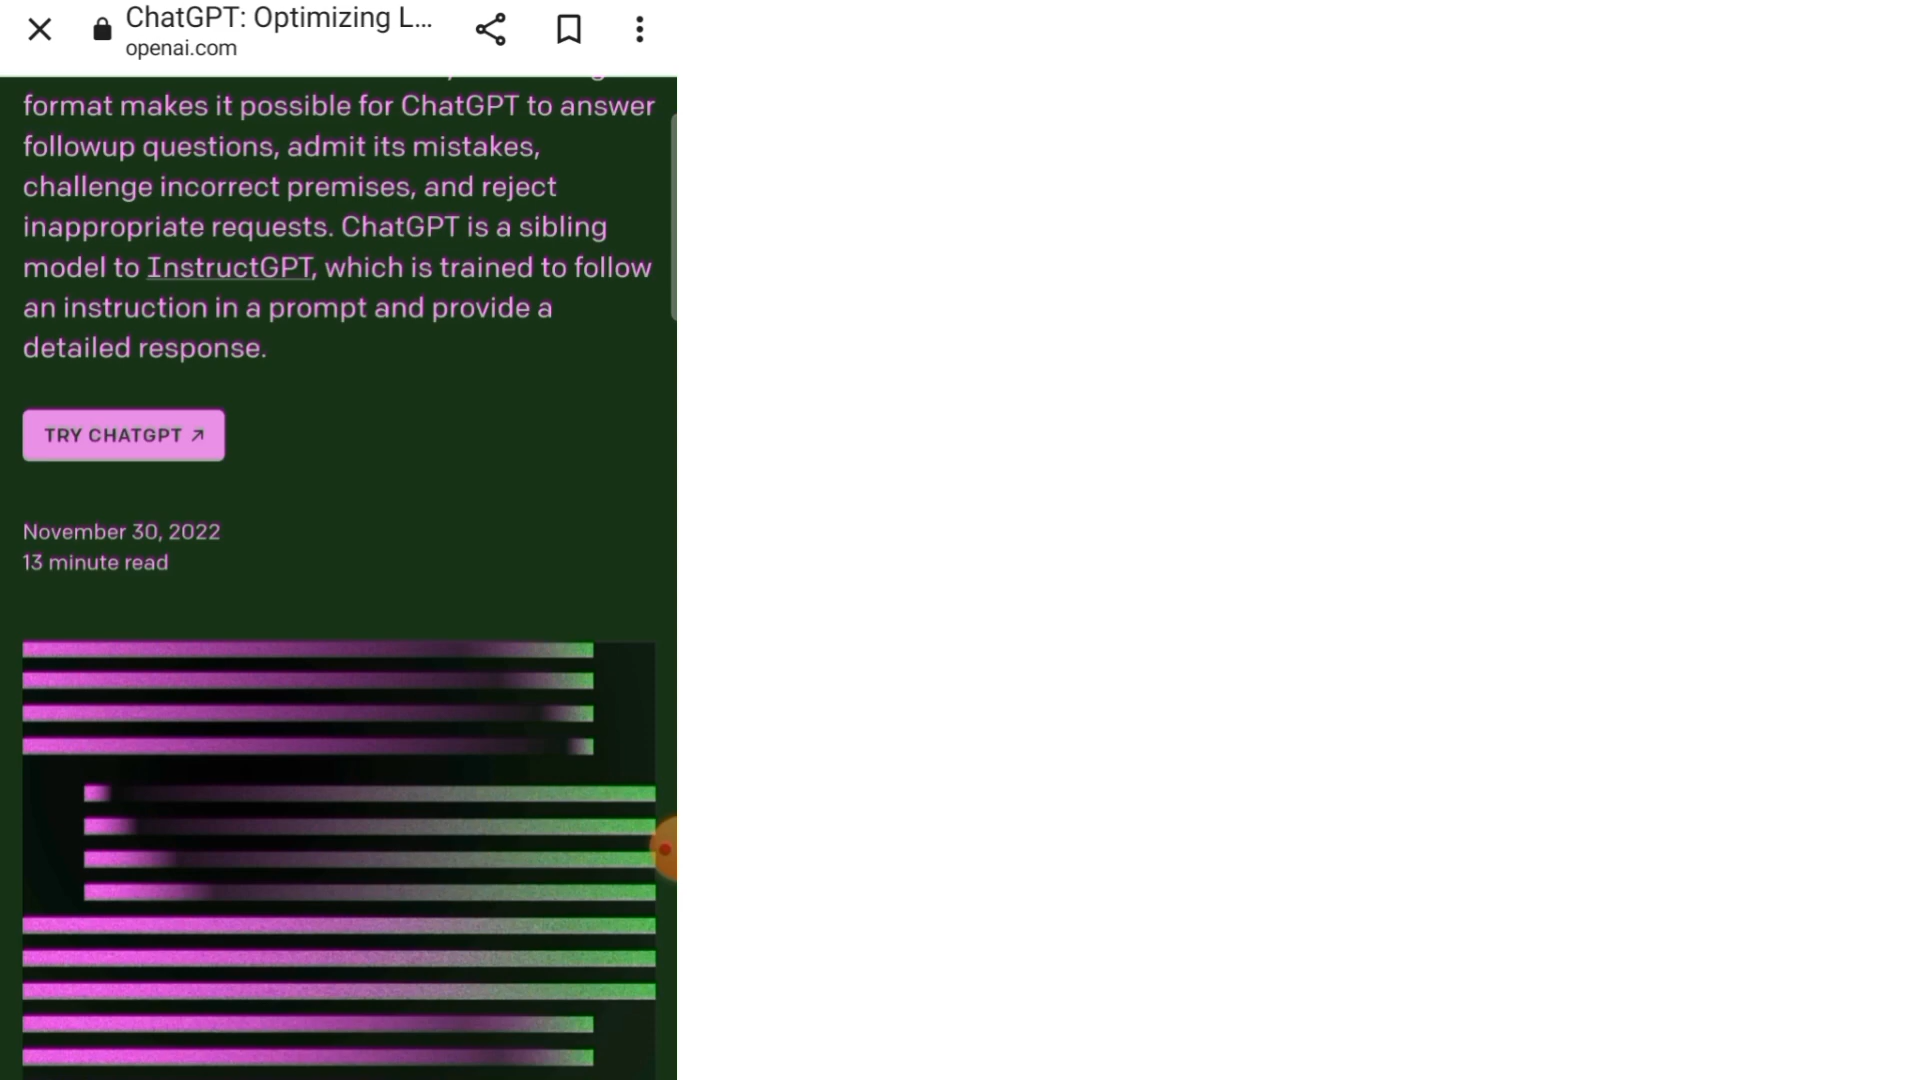 ChatGPT: Optimizing L...
openai.com
format makes it possible for ChatGPT to answer
followup questions, admit its mistakes,
challenge incorrect premises, and reject
inappropriate requests. ChatGPT is a sibling
model to InstructGPT, which is trained to follow
an instruction in a prompt and provide a
detailed response.
TRY CHATGPT ↗
November 30, 2022
13 minute read